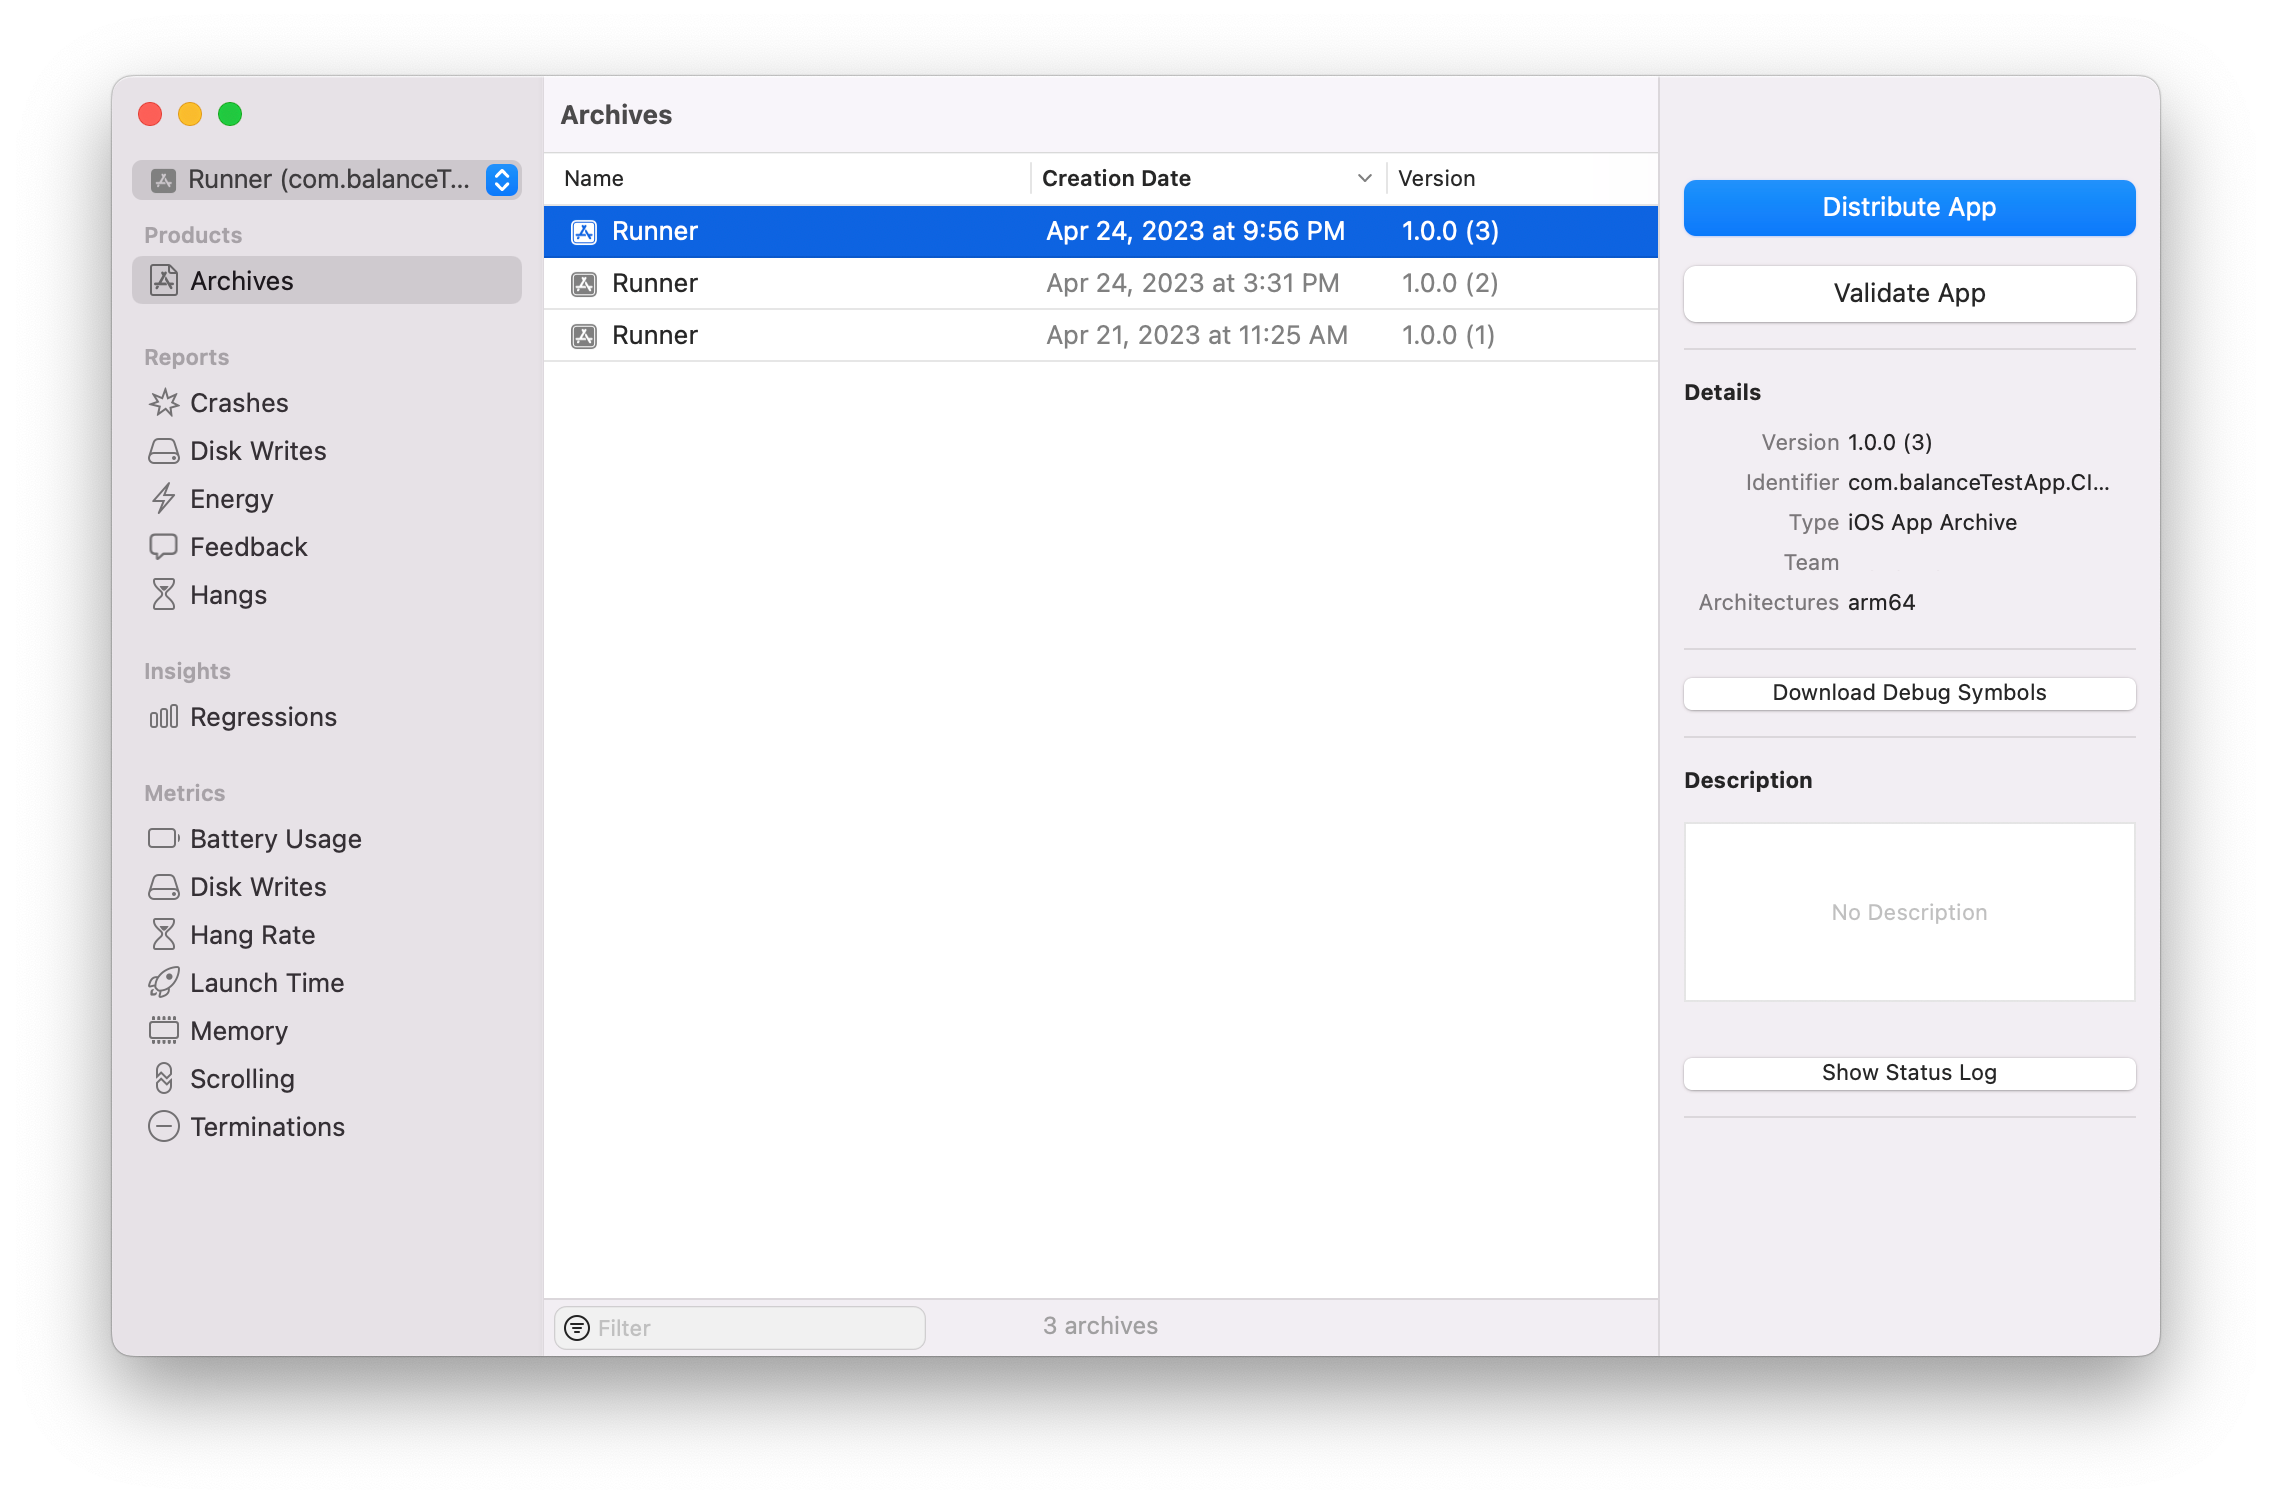 Runner (com.balanceT...
Products
Archives
Reports
Crashes
Disk Writes
Energy
Feedback
Hangs
Insights
Regressions
Metrics
Battery Usage
Disk Writes
Hang Rate
Launch Time
Memory
Scrolling
Terminations
Archives
Name Creation Date Version
Runner Apr 24, 2023 at 9:56 PM 1.0.0 (3)
Runner Apr 24, 2023 at 3:31 PM 1.0.0 (2)
Runner Apr 21, 2023 at 11:25 AM 1.0.0 (1)
Filter
3 archives
Distribute App
Validate App
Details
Version 1.0.0 (3)
Identifier com.balanceTestApp.CI...
Type iOS App Archive
Team
Architectures arm64
Download Debug Symbols
Description
No Description
Show Status Log